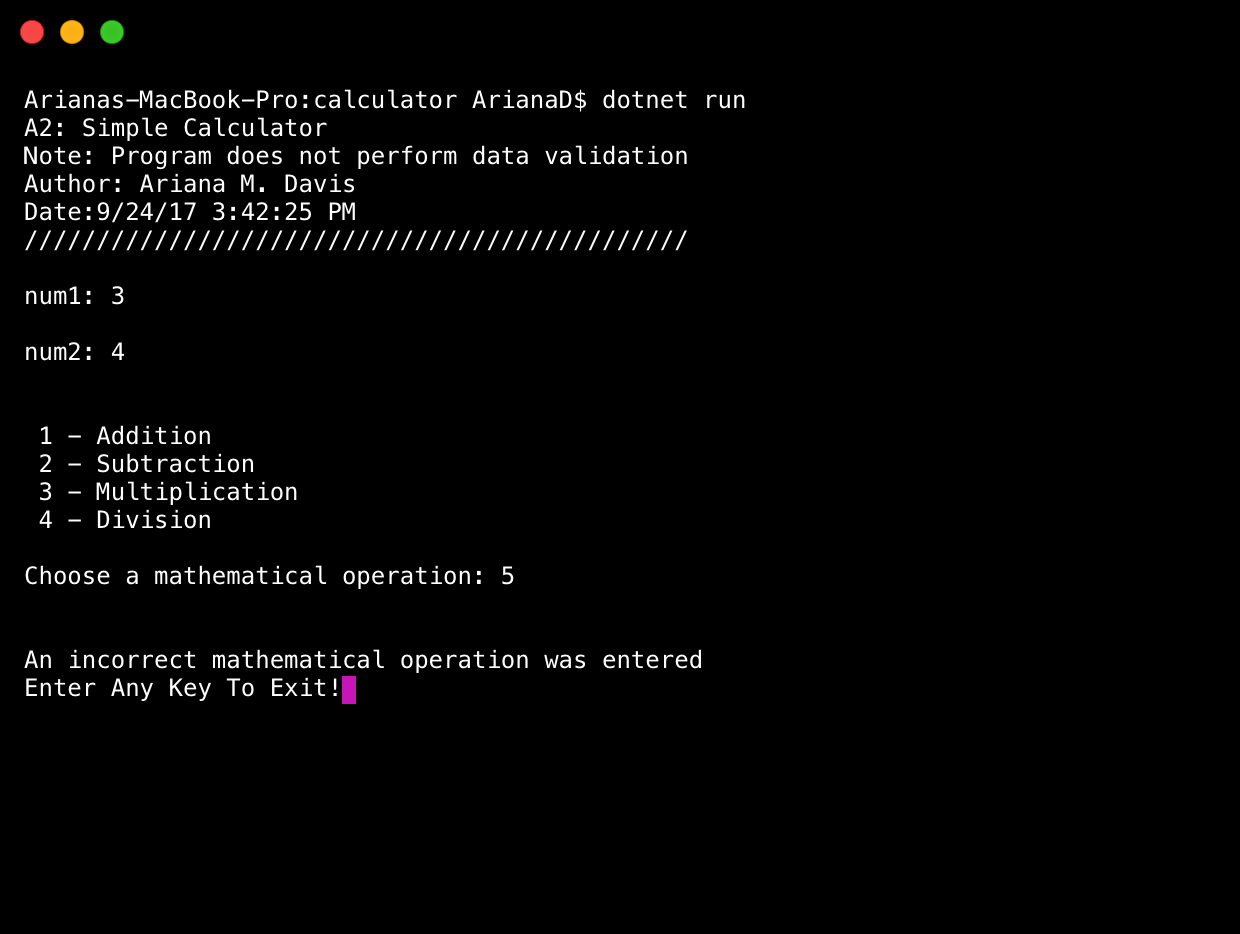 Arianas-MacBook-Pro:calculator ArianaD$ dotnet run
A2: Simple Calculator
Note: Program does not perform data validation
Author: Ariana M. Davis
Date:9/24/17 3:42:25 PM
//////////////////////////////////////////////
num1: 3
num2: 4
1 - Addition
2 - Subtraction
3 - Multiplication
4 - Division
Choose a mathematical operation: 5
An incorrect mathematical operation was entered
Enter Any Key To Exit!